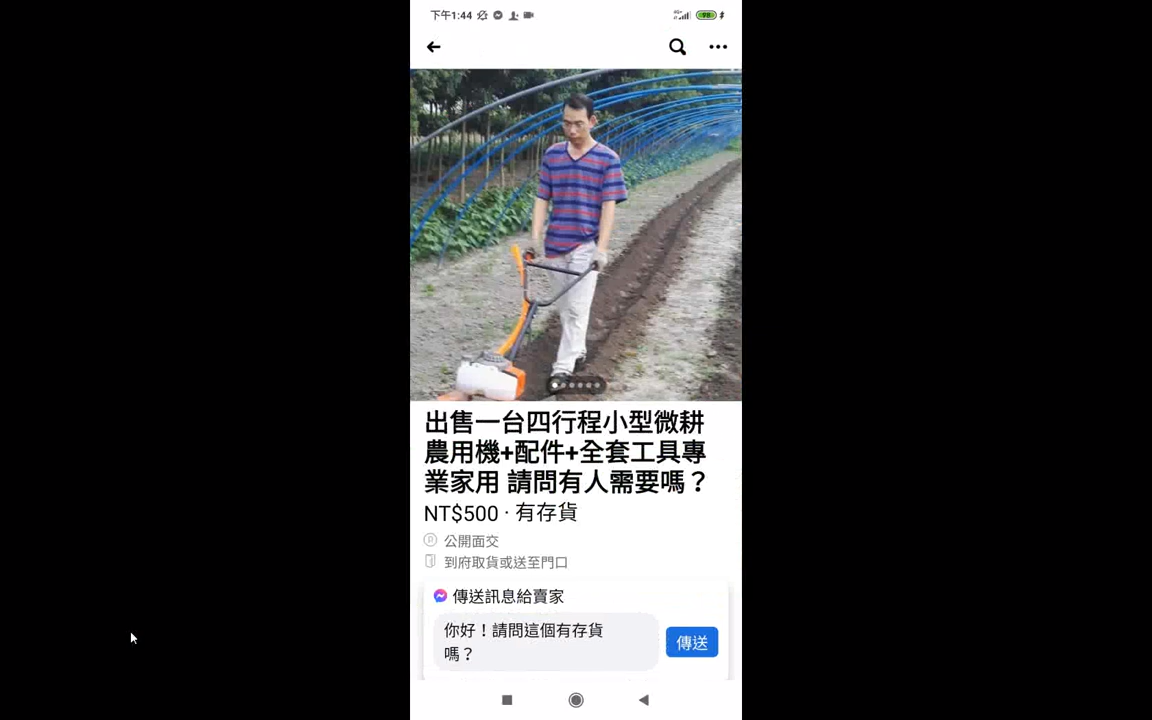 下午1:44
98
出售一台四行程小型微耕
農用機+配件+全套工具專
業家用 請問有人需要嗎？
NT$500 · 有存貨
公開面交
到府取貨或送至門口
傳送訊息給賣家
你好！請問這個有存貨
嗎？
傳送